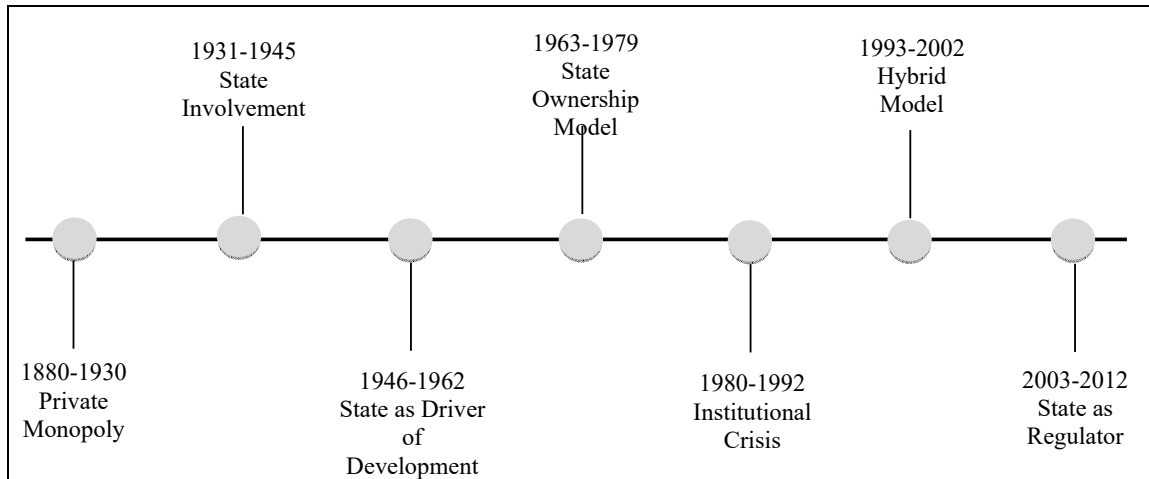 1931-1945
State
Involvement
1963-1979
State
Ownership
Model
1993-2002
Hybrid
Model
1880-1930
Private
Monopoly
1946-1962
State as Driver
of
Development
1980-1992
Institutional
Crisis
2003-2012
State as
Regulator